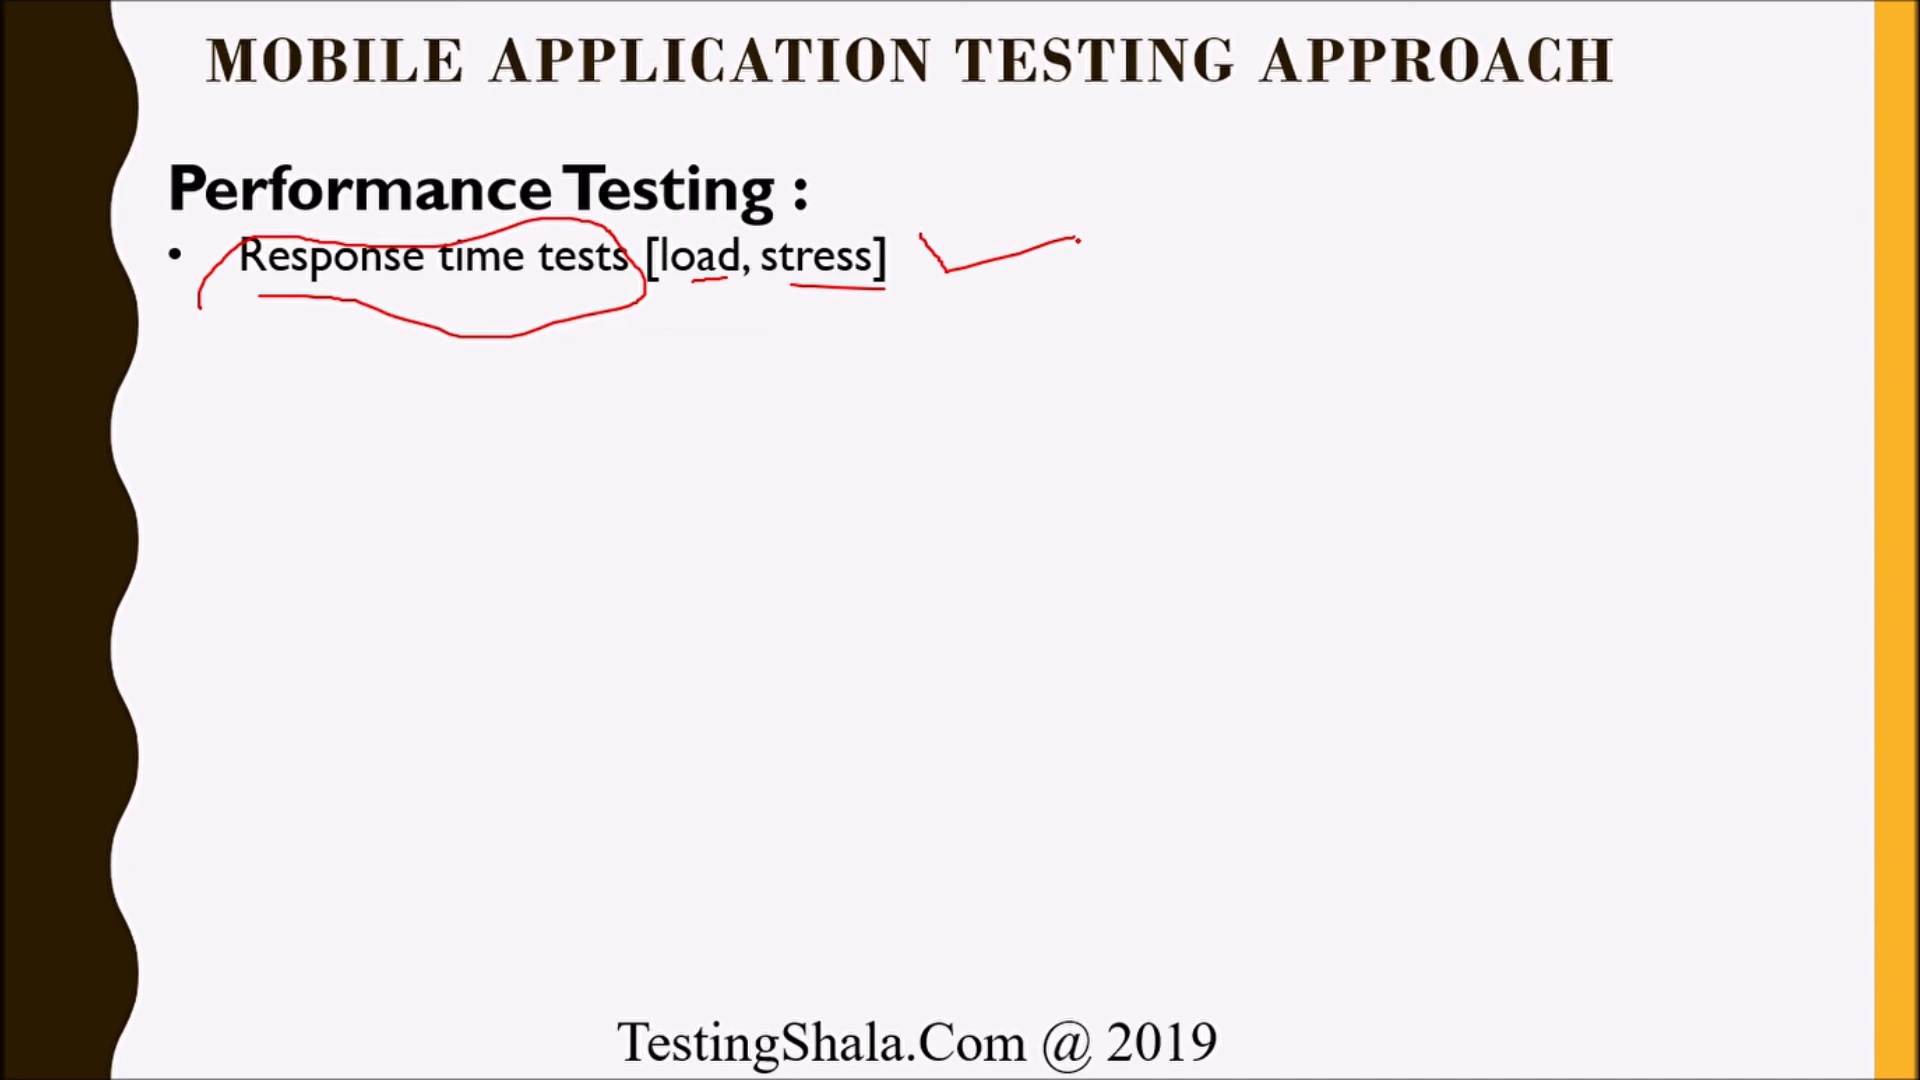 MOBILE APPLICATION TESTING APPROACH
Performance Testing :
• Response time tests [load, stress]
TestingShala.Com @ 2019